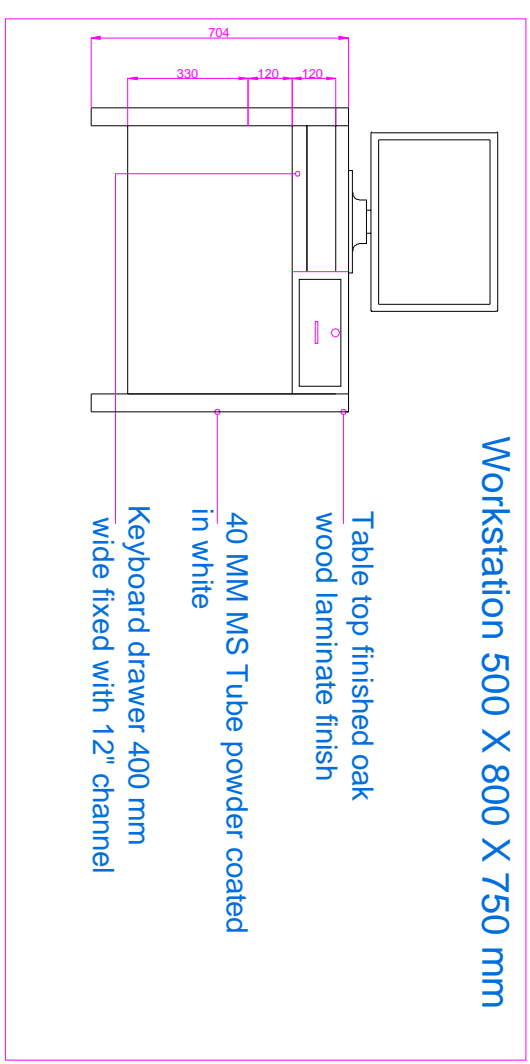 Workstation 500 X 800 X 750 mm
Table top finished oak
wood laminate finish
40 MM MS Tube powder coated
in white
Keyboard drawer 400 mm
wide fixed with 12" channel
704
330
120
120